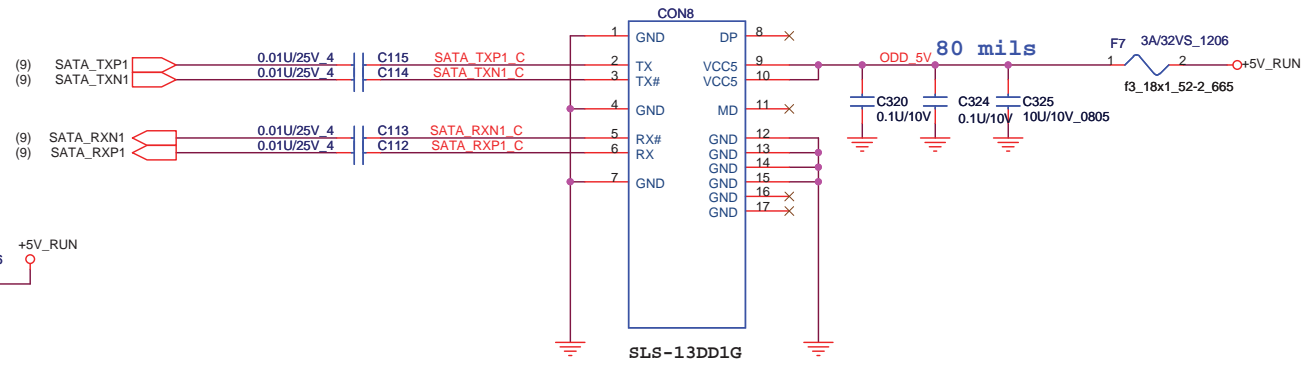 CON8
1 GND DP 8
(9) SATA_TXP1 0.01U/25V_4 C115 SATA_TXP1_C 2 TX VCC5 9 ODD_5V 80 mils F7 3A/32VS_1206 1 2 +5V_RUN
(9) SATA_TXN1 0.01U/25V_4 C114 SATA_TXN1_C 3 TX# VCC5 10 f3_18x1_52-2_665
4 GND MD 11 C320 0.1U/10V C324 0.1U/10V C325 10U/10V_0805
(9) SATA_RXN1 0.01U/25V_4 C113 SATA_RXN1_C 5 RX# GND 12
(9) SATA_RXP1 0.01U/25V_4 C112 SATA_RXP1_C 6 RX GND 13
GND 14
7 GND GND 15
GND 16
GND 17
+5V_RUN
SLS-13DD1G